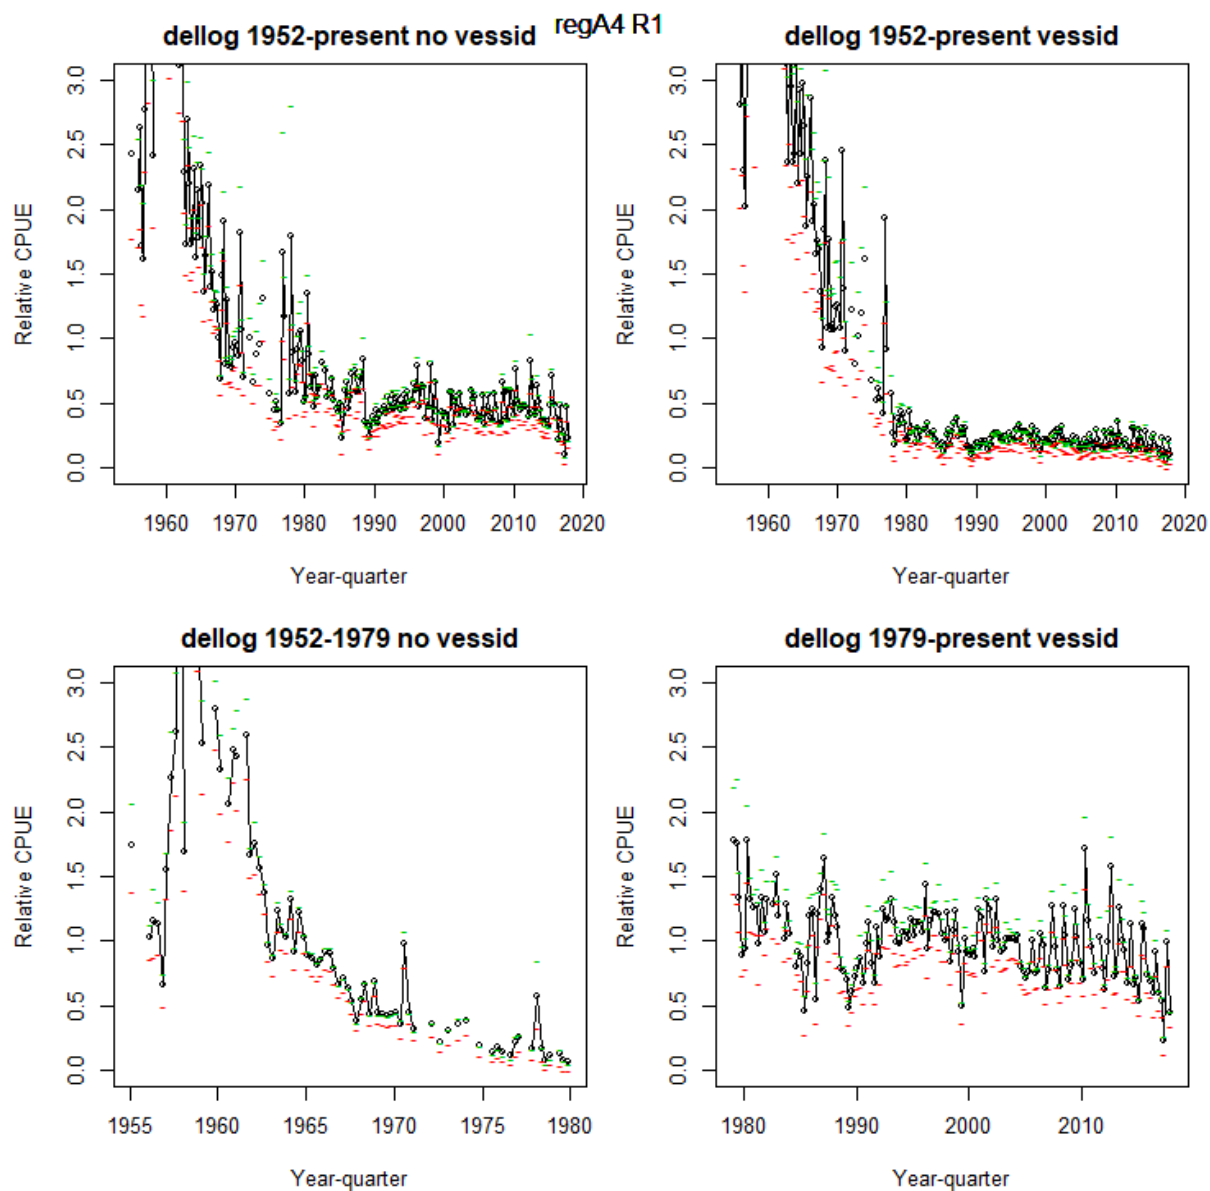 regA4 R1
dellog 1952-present no vessid
Relative CPUE
3.0
2.5
2.0
1.5
1.0
0.5
0.0
1960 1970 1980 1990 2000 2010 2020
Year-quarter
dellog 1952-present vessid
Relative CPUE
3.0
2.5
2.0
1.5
1.0
0.5
0.0
1960 1970 1980 1990 2000 2010 2020
Year-quarter
dellog 1952-1979 no vessid
Relative CPUE
3.0
2.5
2.0
1.5
1.0
0.5
0.0
1955 1960 1965 1970 1975 1980
Year-quarter
dellog 1979-present vessid
Relative CPUE
3.0
2.5
2.0
1.5
1.0
0.5
0.0
1980 1990 2000 2010
Year-quarter